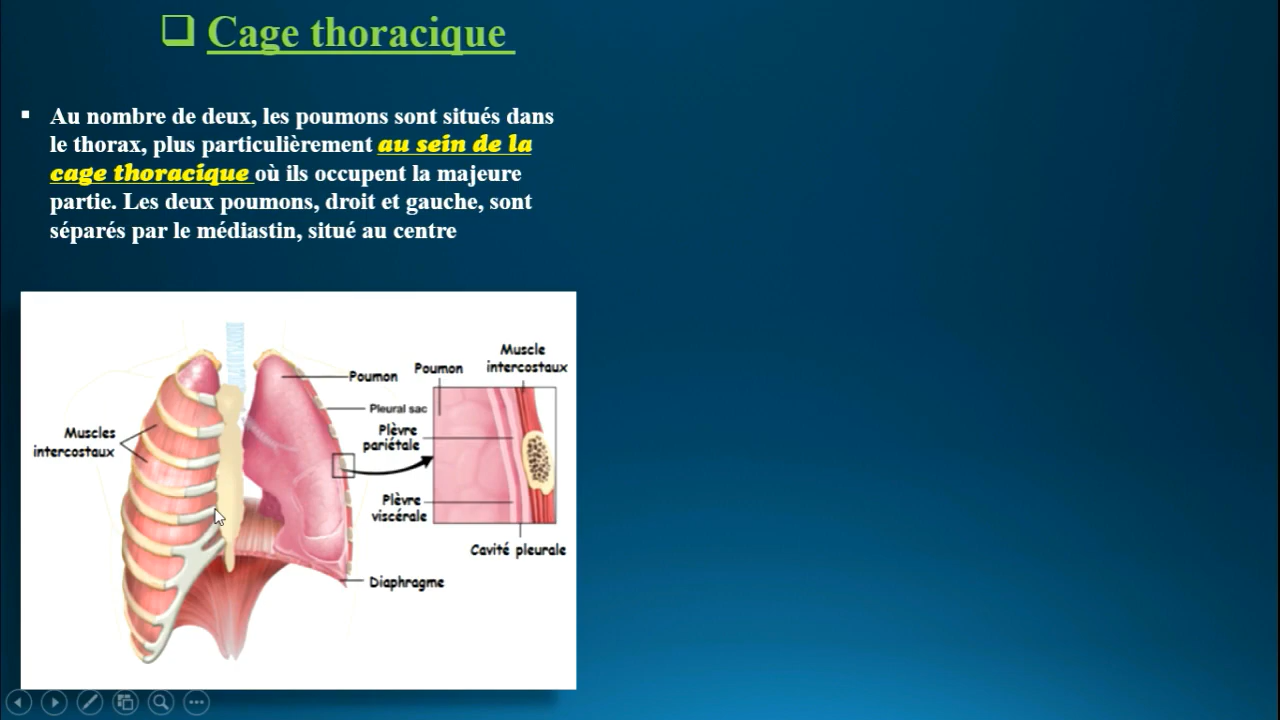 Cage thoracique
Au nombre de deux, les poumons sont situés dans
le thorax, plus particulièrement au sein de la
cage thoracique où ils occupent la majeure
partie. Les deux poumons, droit et gauche, sont
séparés par le médiastin, situé au centre
Muscles
intercostaux
Poumon
Pleural sac
Plèvre
pariétale
Plèvre
viscérale
Diaphragme
Poumon
Muscle
intercostaux
Cavité pleurale